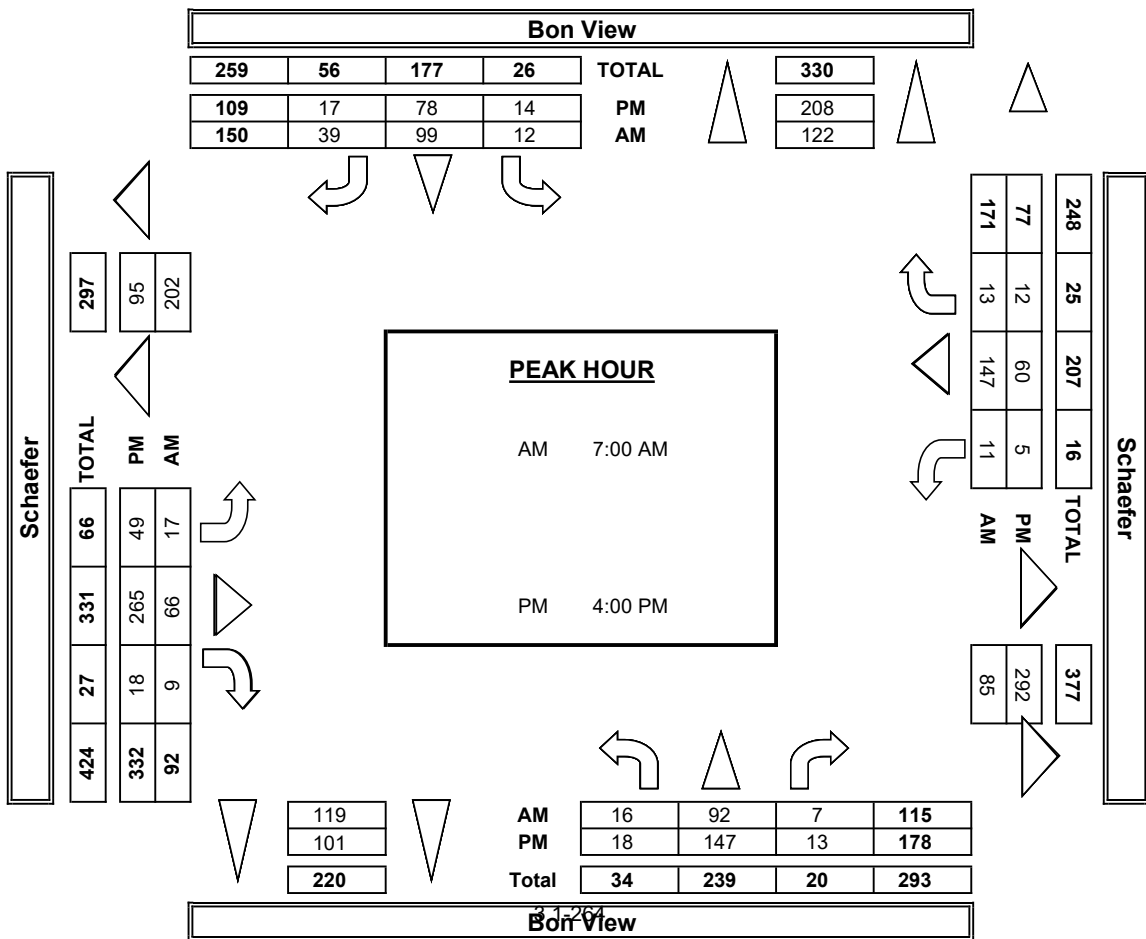 Bon View
259 56 177 26 TOTAL 330
109 17 78 14 PM 208
150 39 99 12 AM 122
Schaefer
297
95
202
TOTAL
PM
AM
66 331 27 424
49 265 18 332
17 66 9 92
PEAK HOUR
AM 7:00 AM
PM 4:00 PM
248 25 207 16 TOTAL
77 12 60 5 PM
171 13 147 11 AM
377
292
85
Schaefer
119 AM 16 92 7 115
101 PM 18 147 13 178
220 Total 34 239 20 293
3.1-264
Bon View